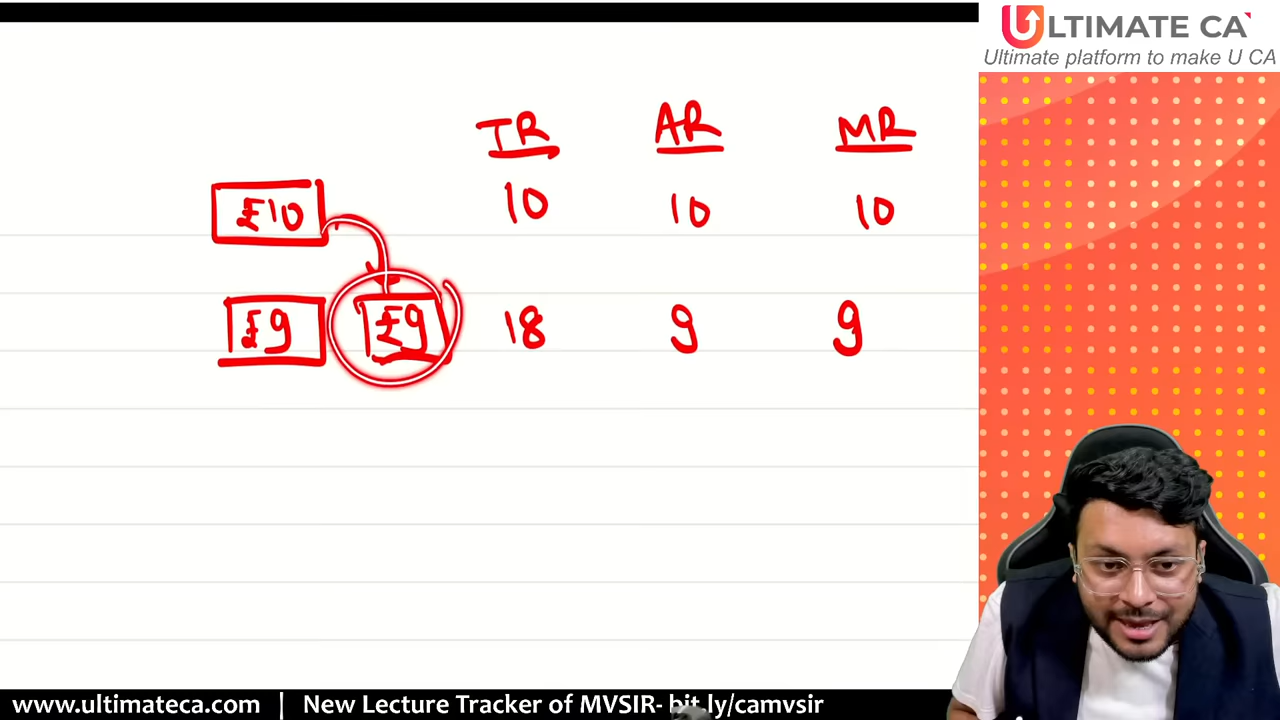 ULTIMATE CA
Ultimate platform to make U CA
TR AR MR
₹10 10 10 10
₹9 ₹9 18 9 9
www.ultimateca.com | New Lecture Tracker of MVSIR- bit.ly/camvsir